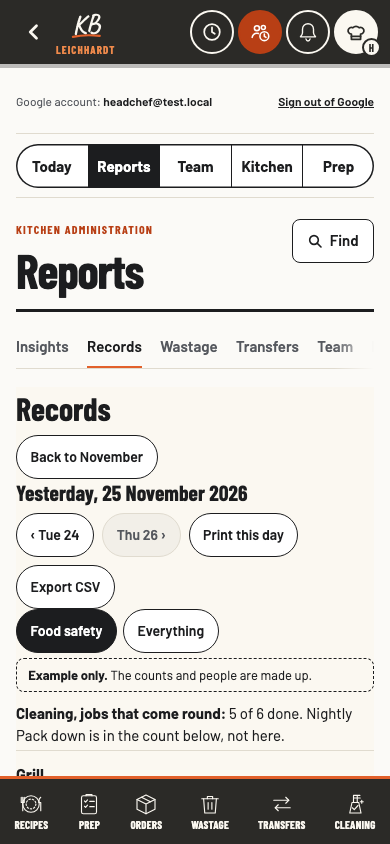 KB
LEICHHARDT
H
Google account: headchef@test.local
Sign out of Google
Today
Reports
Team
Kitchen
Prep
KITCHEN ADMINISTRATION
Find
Reports
Insights
Records
Wastage
Transfers
Team
Records
Back to November
Yesterday, 25 November 2026
‹ Tue 24
Thu 26 ›
Print this day
Export CSV
Food safety
Everything
Example only. The counts and people are made up.
Cleaning, jobs that come round: 5 of 6 done. Nightly
Pack down is in the count below, not here.
Grill
RECIPES
PREP
ORDERS
WASTAGE
TRANSFERS
CLEANING